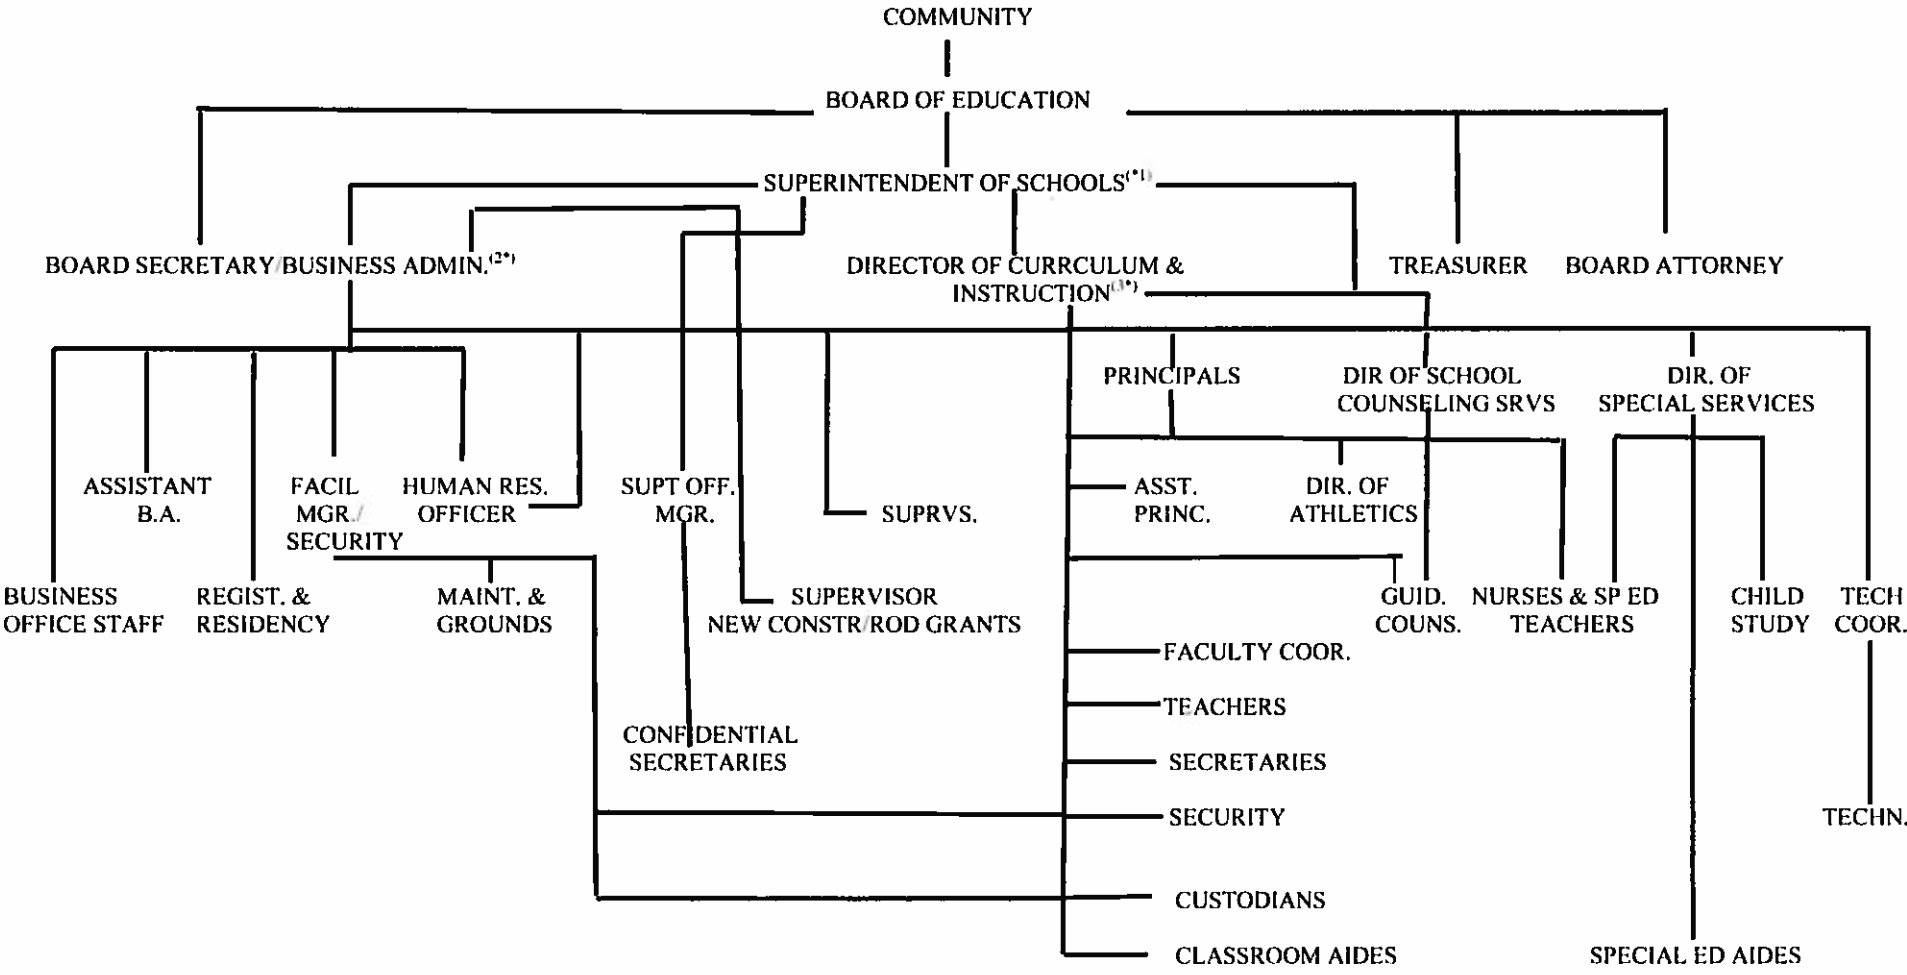 COMMUNITY
BOARD OF EDUCATION
SUPERINTENDENT OF SCHOOLS(*1)
BOARD SECRETARY/BUSINESS ADMIN.(2*)
DIRECTOR OF CURRCULUM &
INSTRUCTION(3*)
TREASURER
BOARD ATTORNEY
PRINCIPALS
DIR OF SCHOOL
COUNSELING SRVS
DIR. OF
SPECIAL SERVICES
ASSISTANT
B.A.
FACIL
MGR./
SECURITY
HUMAN RES.
OFFICER
SUPT OFF.
MGR.
SUPRVS.
ASST.
PRINC.
DIR. OF
ATHLETICS
BUSINESS
OFFICE STAFF
REGIST. &
RESIDENCY
MAINT. &
GROUNDS
SUPERVISOR
NEW CONSTR/ROD GRANTS
GUID.
COUNS.
NURSES & SP ED
TEACHERS
CHILD
STUDY
TECH
COOR.
FACULTY COOR.
TEACHERS
CONFIDENTIAL
SECRETARIES
SECRETARIES
SECURITY
TECHN.
CUSTODIANS
CLASSROOM AIDES
SPECIAL ED AIDES